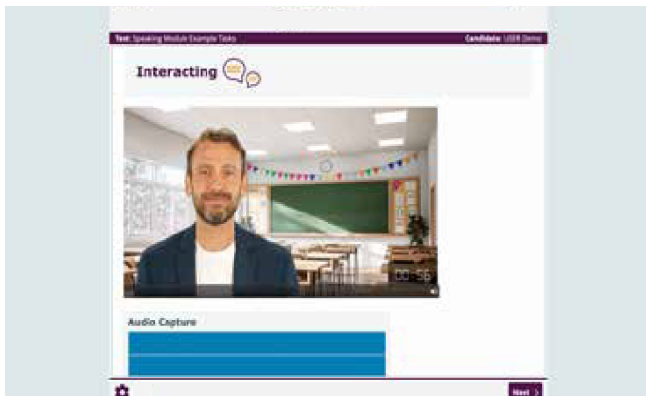 Test: Speaking Module Example Tasks
Candidate: USER Demo
Interacting
00:56
Audio Capture
Next >